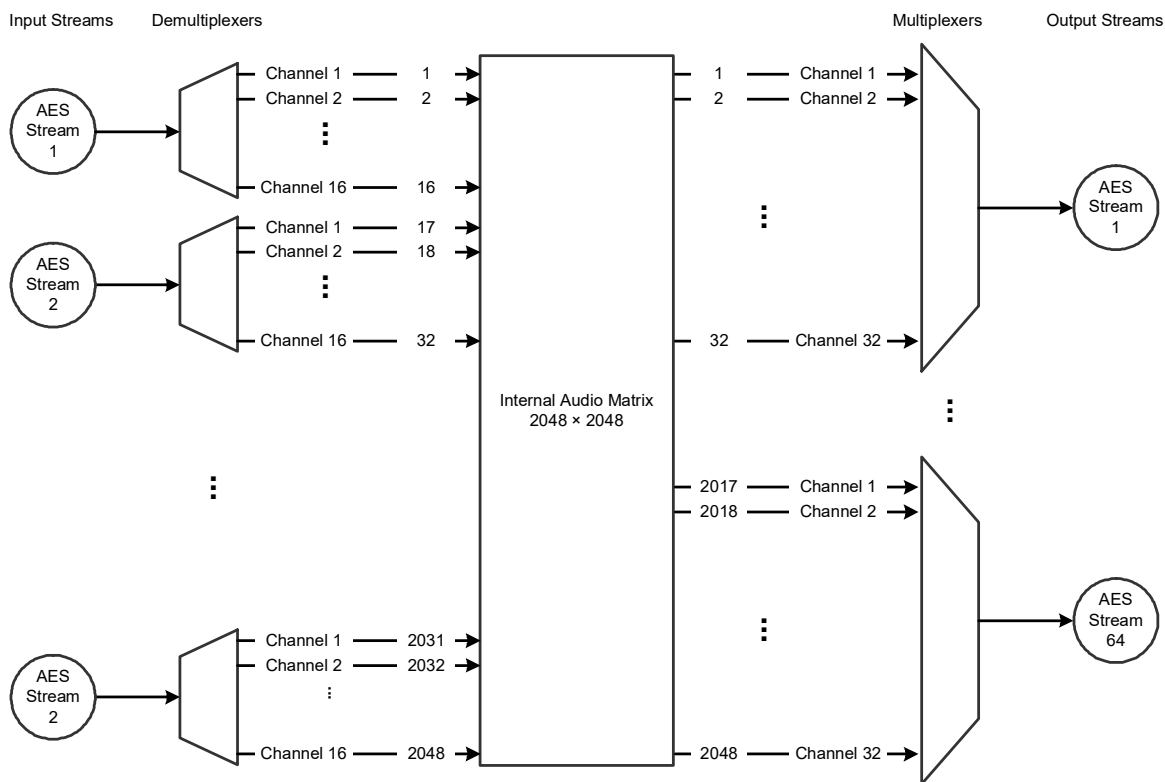 Input Streams
Demultiplexers
Multiplexers
Output Streams
AES
Stream
1
Channel 1
1
Channel 2
2
Channel 16
16
AES
Stream
2
Channel 1
17
Channel 2
18
Channel 16
32
AES
Stream
2
Channel 1
2031
Channel 2
2032
Channel 16
2048
Internal Audio Matrix
2048 × 2048
1
Channel 1
2
Channel 2
32
Channel 32
AES
Stream
1
2017
Channel 1
2018
Channel 2
2048
Channel 32
AES
Stream
64